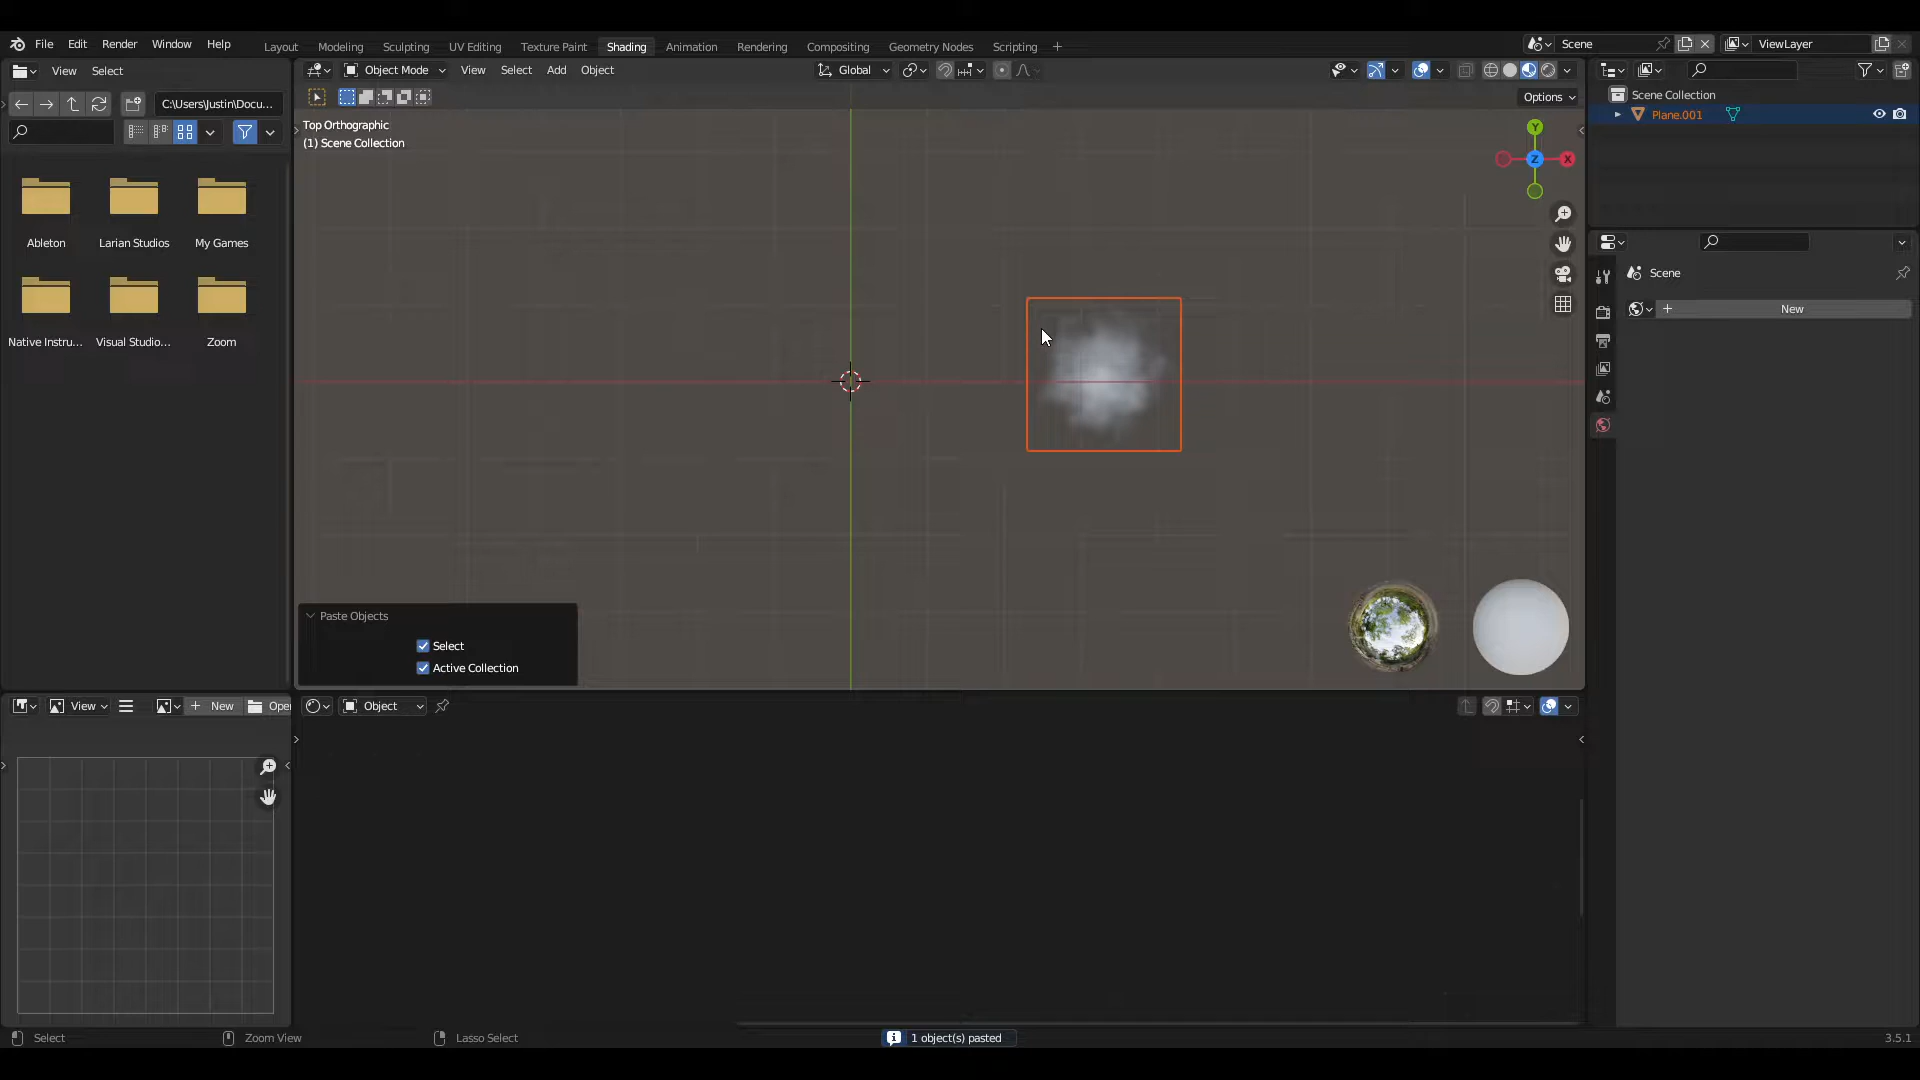 File Edit Render Window Help
Layout Modeling Sculpting UV Editing Texture Paint Shading Animation Rendering Compositing Geometry Nodes Scripting +
Scene
ViewLayer
View Select
Object Mode View Select Add Object
Global
C:\Users\Justin\Docu...
Options
Top Orthographic
(1) Scene Collection
Y
Z
X
Scene Collection
Plane.001
Scene
New
Ableton Larian Studios My Games
Native Instru... Visual Studio... Zoom
Paste Objects
Select
Active Collection
View
New
Ope
Object
Select
Zoom View
Lasso Select
1 object(s) pasted
3.5.1